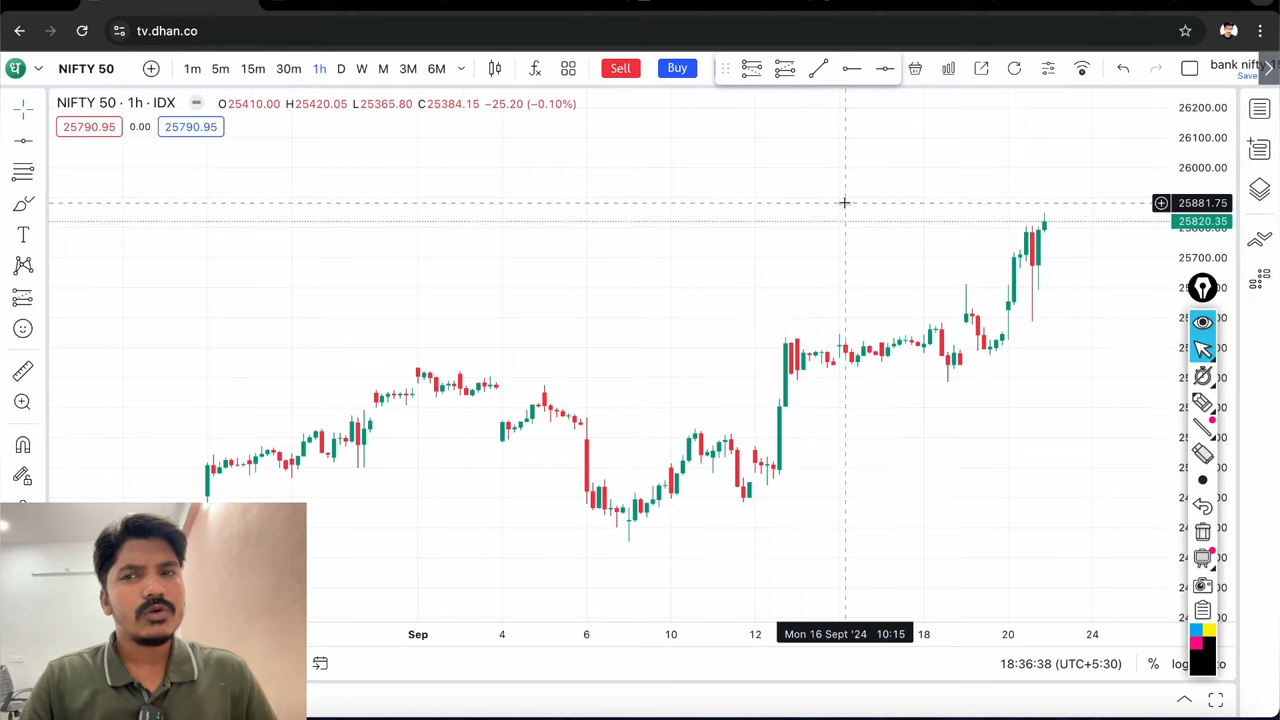 tv.dhan.co
NIFTY 50 1m 5m 15m 30m 1h D W M 3M 6M Sell Buy bank nifty 15
Save
NIFTY 50 · 1h · IDX O25410.00 H25420.05 L25365.80 C25384.15 −25.20 (−0.10%)
25790.95 0.00 25790.95
26200.00
26100.00
26000.00
25881.75
25820.35
25700.00
Sep 4 6 10 12 Mon 16 Sept '24 10:15 18 20 24
18:36:38 (UTC+5:30) % log